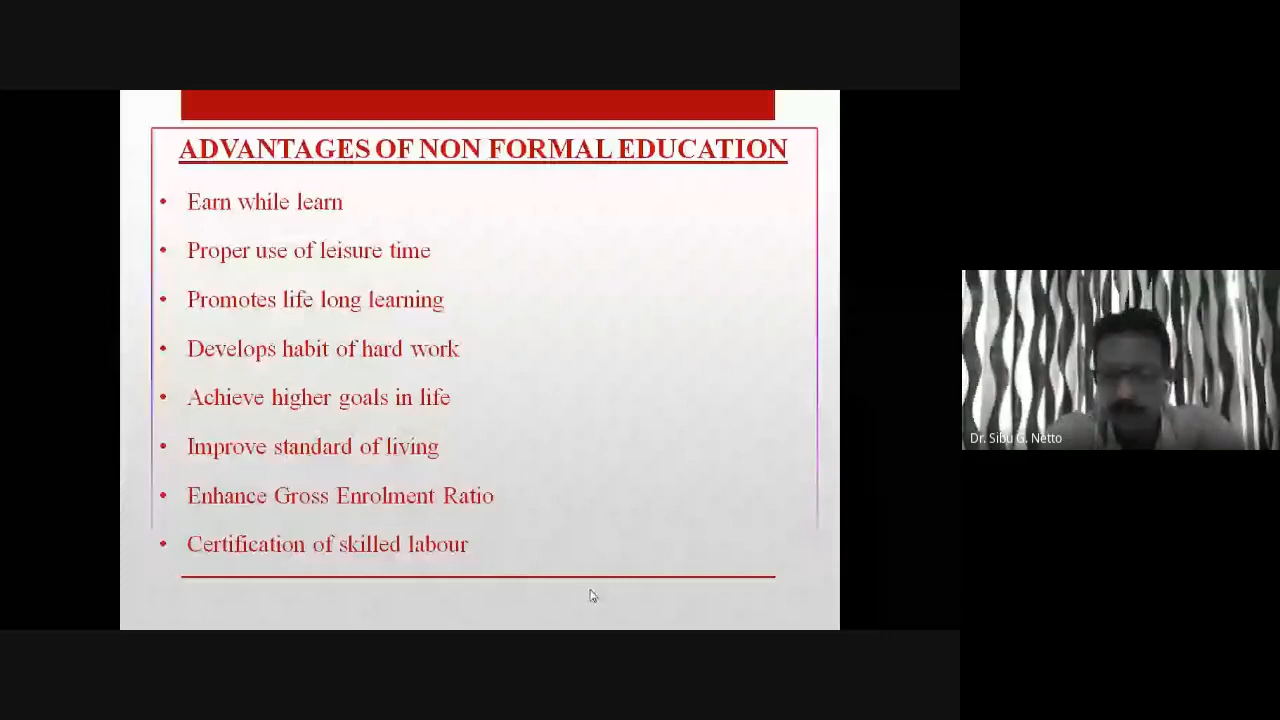 ADVANTAGES OF NON FORMAL EDUCATION
• Earn while learn
• Proper use of leisure time
• Promotes life long learning
• Develops habit of hard work
• Achieve higher goals in life
• Improve standard of living
• Enhance Gross Enrolment Ratio
• Certification of skilled labour
Dr. Sibu G. Netto